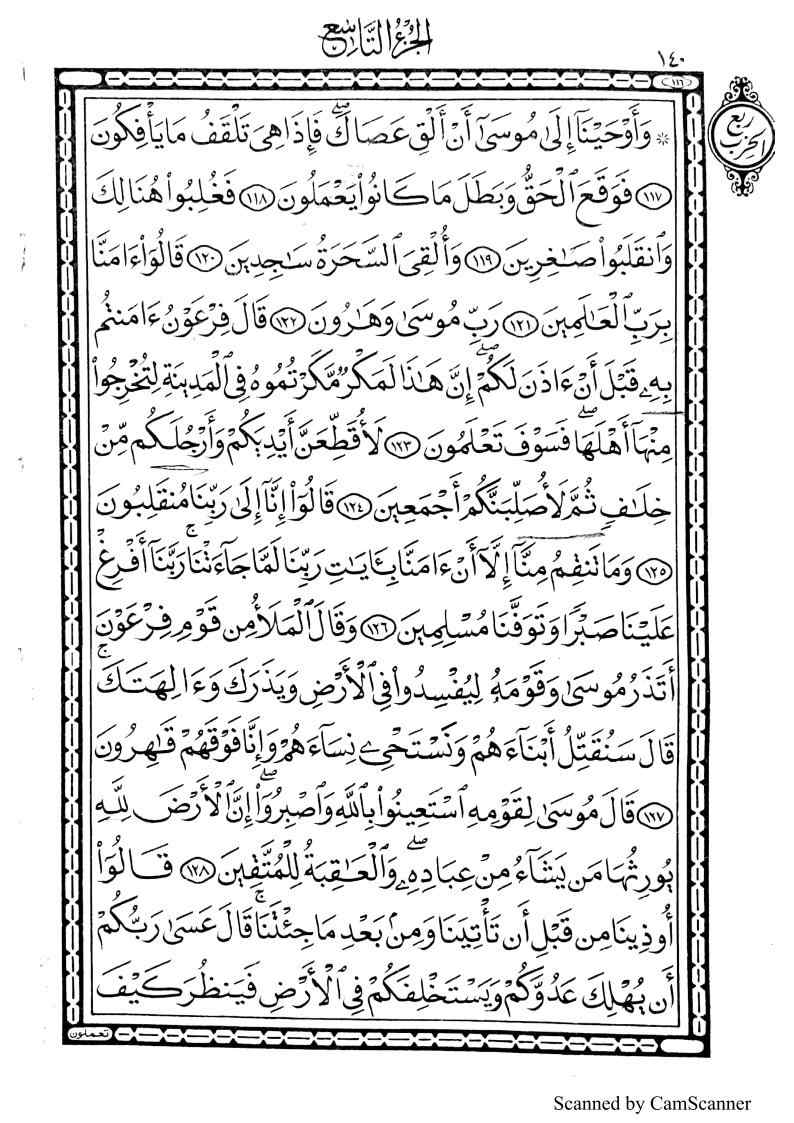 الجزء التاسع
١٤٠
١١٦
ربع
الحزب
* وَأَوْحَيْنَآ إِلَىٰ مُوسَىٰٓ أَنْ أَلْقِ عَصَاكَ ۖ فَإِذَا هِىَ تَلْقَفُ مَا يَأْفِكُونَ
١١٧ فَوَقَعَ ٱلْحَقُّ وَبَطَلَ مَا كَانُوا۟ يَعْمَلُونَ ١١٨ فَغُلِبُوا۟ هُنَالِكَ
وَٱنقَلَبُوا۟ صَـٰغِرِينَ ١١٩ وَأُلْقِىَ ٱلسَّحَرَةُ سَـٰجِدِينَ ١٢٠ قَالُوٓا۟ ءَامَنَّا
بِرَبِّ ٱلْعَـٰلَمِينَ ١٢١ رَبِّ مُوسَىٰ وَهَـٰرُونَ ١٢٢ قَالَ فِرْعَوْنُ ءَامَنتُم
بِهِۦ قَبْلَ أَنْ ءَاذَنَ لَكُمْ ۖ إِنَّ هَـٰذَا لَمَكْرٌ مَّكَرْتُمُوهُ فِى ٱلْمَدِينَةِ لِتُخْرِجُوا۟
مِنْهَآ أَهْلَهَا ۖ فَسَوْفَ تَعْلَمُونَ ١٢٣ لَأُقَطِّعَنَّ أَيْدِيَكُمْ وَأَرْجُلَكُم مِّنْ
خِلَـٰفٍ ثُمَّ لَأُصَلِّبَنَّكُمْ أَجْمَعِينَ ١٢٤ قَالُوٓا۟ إِنَّآ إِلَىٰ رَبِّنَا مُنقَلِبُونَ
١٢٥ وَمَا تَنقِمُ مِنَّآ إِلَّآ أَنْ ءَامَنَّا بِـَٔايَـٰتِ رَبِّنَا لَمَّا جَآءَتْنَا ۚ رَبَّنَآ أَفْرِغْ
عَلَيْنَا صَبْرًا وَتَوَفَّنَا مُسْلِمِينَ ١٢٦ وَقَالَ ٱلْمَلَأُ مِن قَوْمِ فِرْعَوْنَ
أَتَذَرُ مُوسَىٰ وَقَوْمَهُۥ لِيُفْسِدُوا۟ فِى ٱلْأَرْضِ وَيَذَرَكَ وَءَالِهَتَكَ ۚ
قَالَ سَنُقَتِّلُ أَبْنَآءَهُمْ وَنَسْتَحْىِۦ نِسَآءَهُمْ وَإِنَّا فَوْقَهُمْ قَـٰهِرُونَ
١٢٧ قَالَ مُوسَىٰ لِقَوْمِهِ ٱسْتَعِينُوا۟ بِٱللَّهِ وَٱصْبِرُوٓا۟ ۖ إِنَّ ٱلْأَرْضَ لِلَّهِ
يُورِثُهَا مَن يَشَآءُ مِنْ عِبَادِهِۦ ۖ وَٱلْعَـٰقِبَةُ لِلْمُتَّقِينَ ١٢٨ قَالُوٓا۟
أُوذِينَا مِن قَبْلِ أَن تَأْتِيَنَا وَمِنۢ بَعْدِ مَا جِئْتَنَا ۚ قَالَ عَسَىٰ رَبُّكُمْ
أَن يُهْلِكَ عَدُوَّكُمْ وَيَسْتَخْلِفَكُمْ فِى ٱلْأَرْضِ فَيَنظُرَ كَيْفَ
تعملون
Scanned by CamScanner